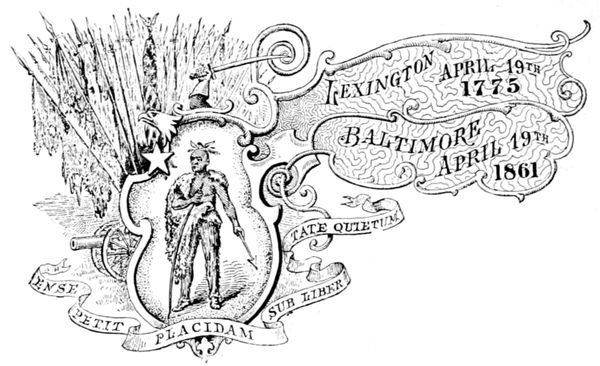 LEXINGTON APRIL 19TH
1775
BALTIMORE
APRIL 19TH
1861
ENSE
PETIT
PLACIDAM
SUB LIBER
TATE QUIETUM